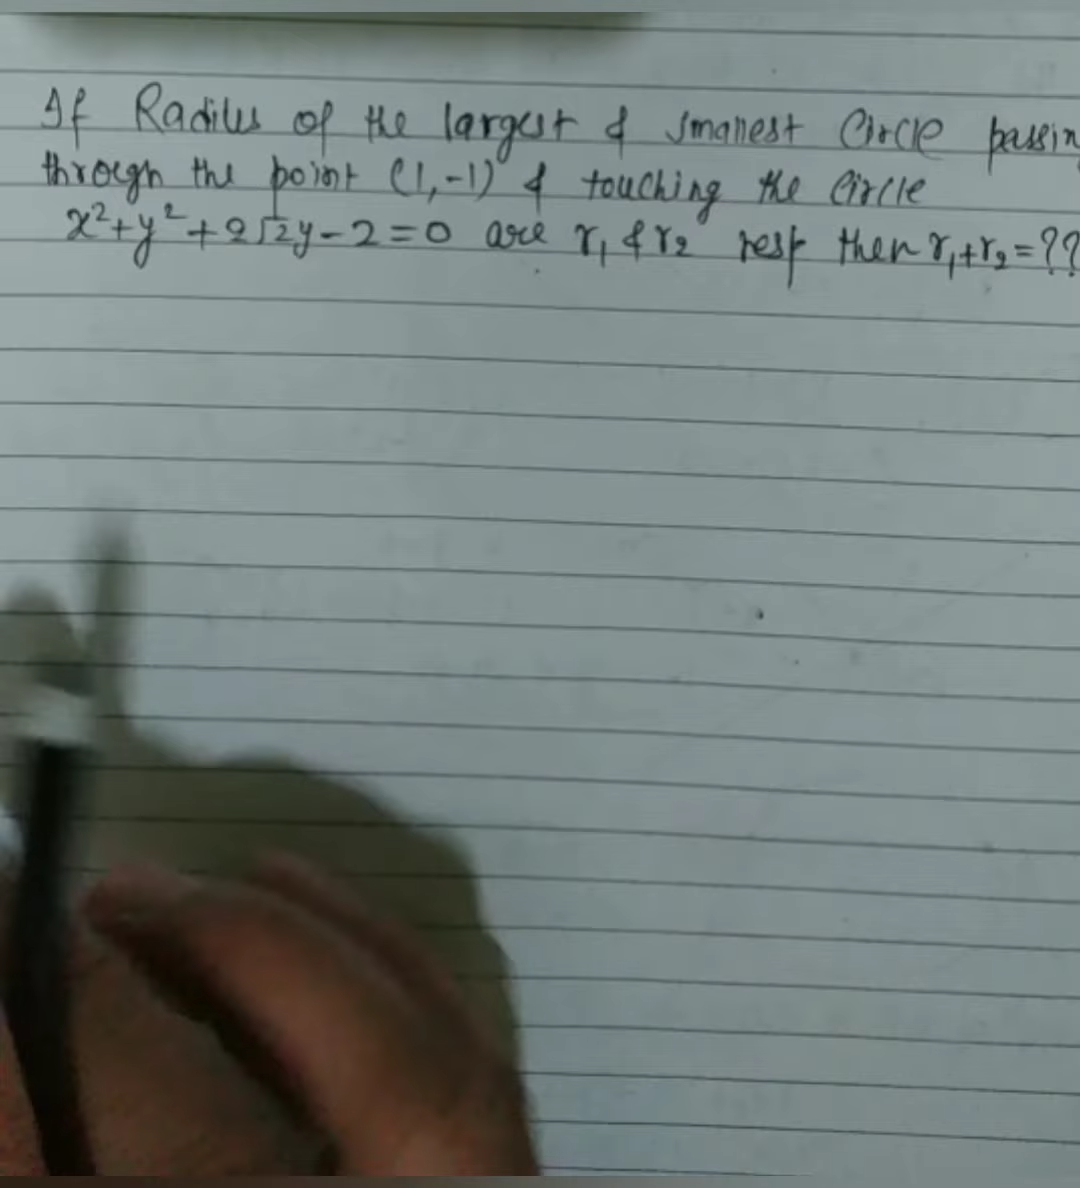 If Radius of the largest & smallest Circle passin
through the point (1,-1) & touching the Circle
x²+y²+2√2y-2=0 are r₁ & r₂ resp then r₁+r₂=??